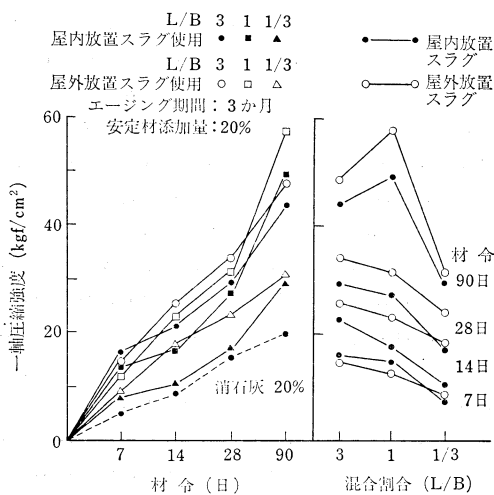 L/B 3 1 1/3
屋内放置スラグ使用 ● ■ ▲
L/B 3 1 1/3
屋外放置スラグ使用 ○ □ △
エージング期間：3か月
安定材添加量：20%
屋内放置
スラグ
屋外放置
スラグ
一軸圧縮強度 (kgf/cm²)
60
40
20
0
消石灰 20%
7 14 28 90
材令(日)
材令
90日
28日
14日
7日
3 1 1/3
混合割合 (L/B)